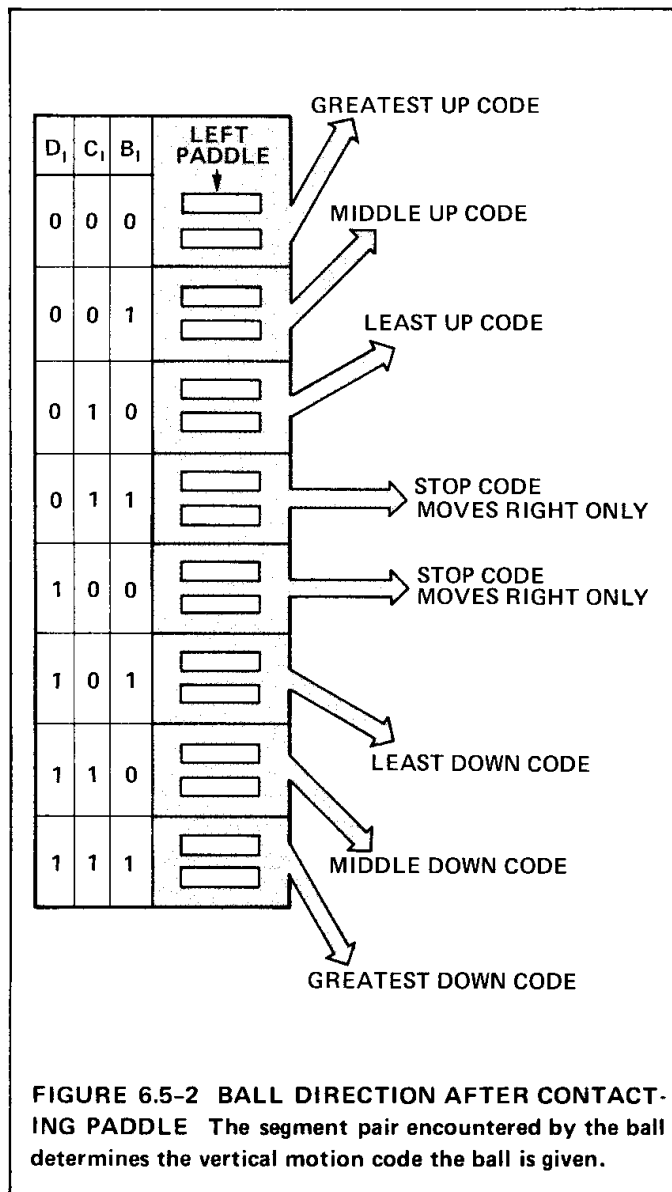 GREATEST UP CODE
D₁ C₁ B₁ LEFT
PADDLE
0 0 0
MIDDLE UP CODE
0 0 1
LEAST UP CODE
0 1 0
0 1 1
STOP CODE
MOVES RIGHT ONLY
1 0 0
STOP CODE
MOVES RIGHT ONLY
1 0 1
LEAST DOWN CODE
1 1 0
MIDDLE DOWN CODE
1 1 1
GREATEST DOWN CODE
FIGURE 6.5-2 BALL DIRECTION AFTER CONTACT-
ING PADDLE The segment pair encountered by the ball
determines the vertical motion code the ball is given.